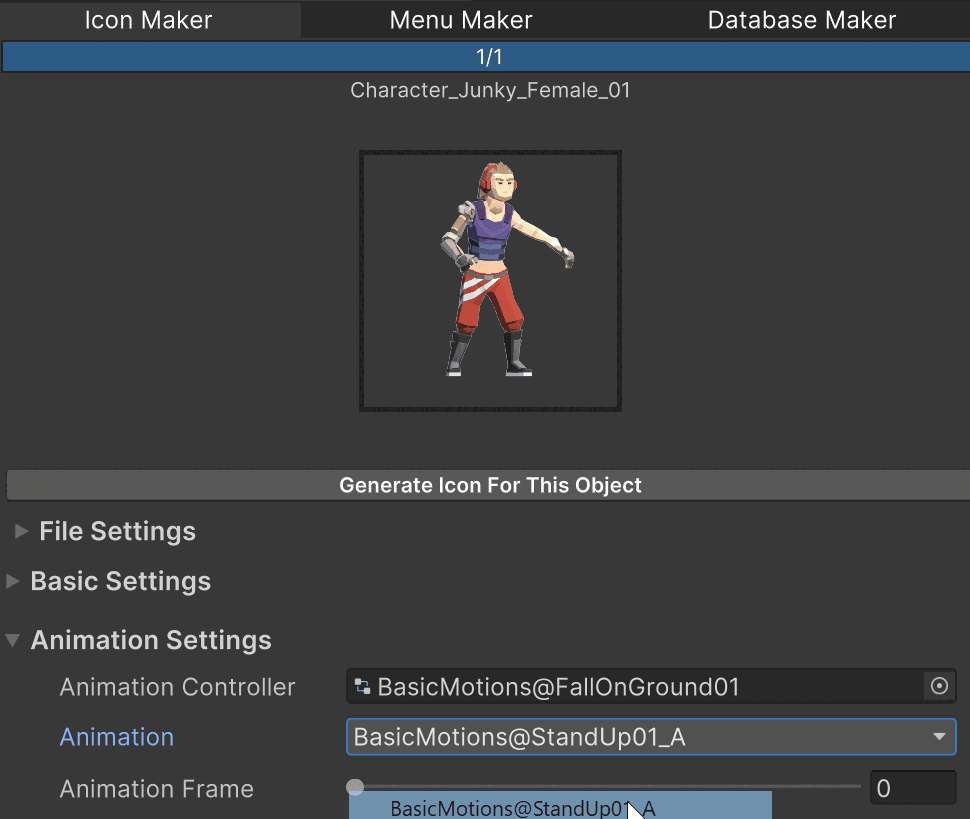 Icon Maker Menu Maker Database Maker
1/1
Character_Junky_Female_01
Generate Icon For This Object
File Settings
Basic Settings
Animation Settings
Animation Controller BasicMotions@FallOnGround01
Animation BasicMotions@StandUp01_A
Animation Frame 0
BasicMotions@StandUp01_A